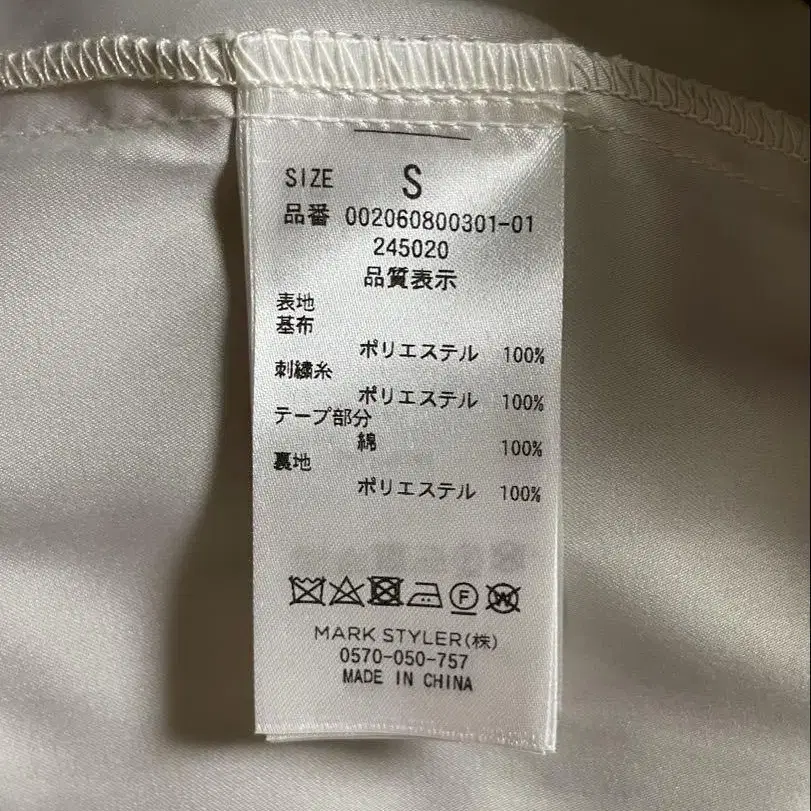 SIZE S
品番 002060800301-01
245020
品質表示
表地
基布
ポリエステル 100%
刺繍糸
ポリエステル 100%
テープ部分
綿 100%
裏地
ポリエステル 100%
F W
MARK STYLER(株)
0570-050-757
MADE IN CHINA